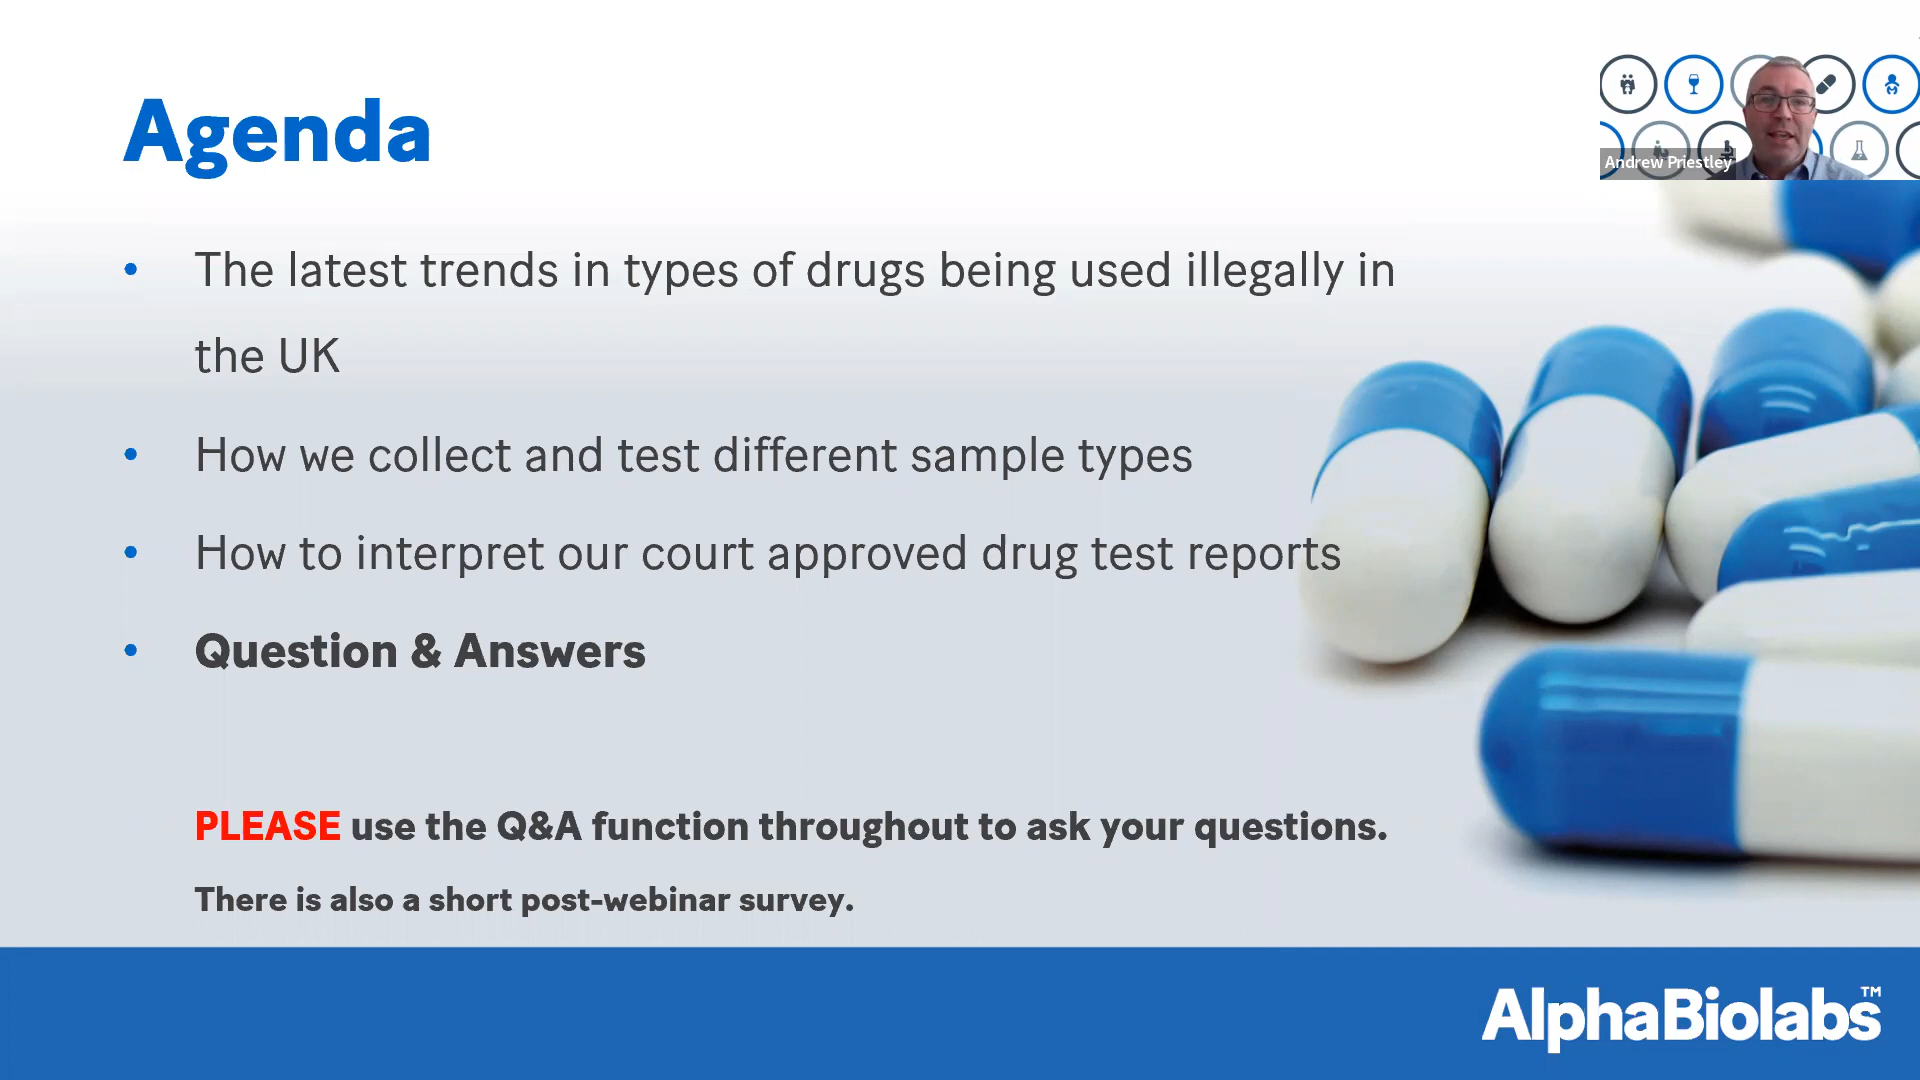 Agenda
Andrew Priestley
• The latest trends in types of drugs being used illegally in
the UK
• How we collect and test different sample types
• How to interpret our court approved drug test reports
• Question & Answers
PLEASE use the Q&A function throughout to ask your questions.
There is also a short post-webinar survey.
AlphaBiolabs™